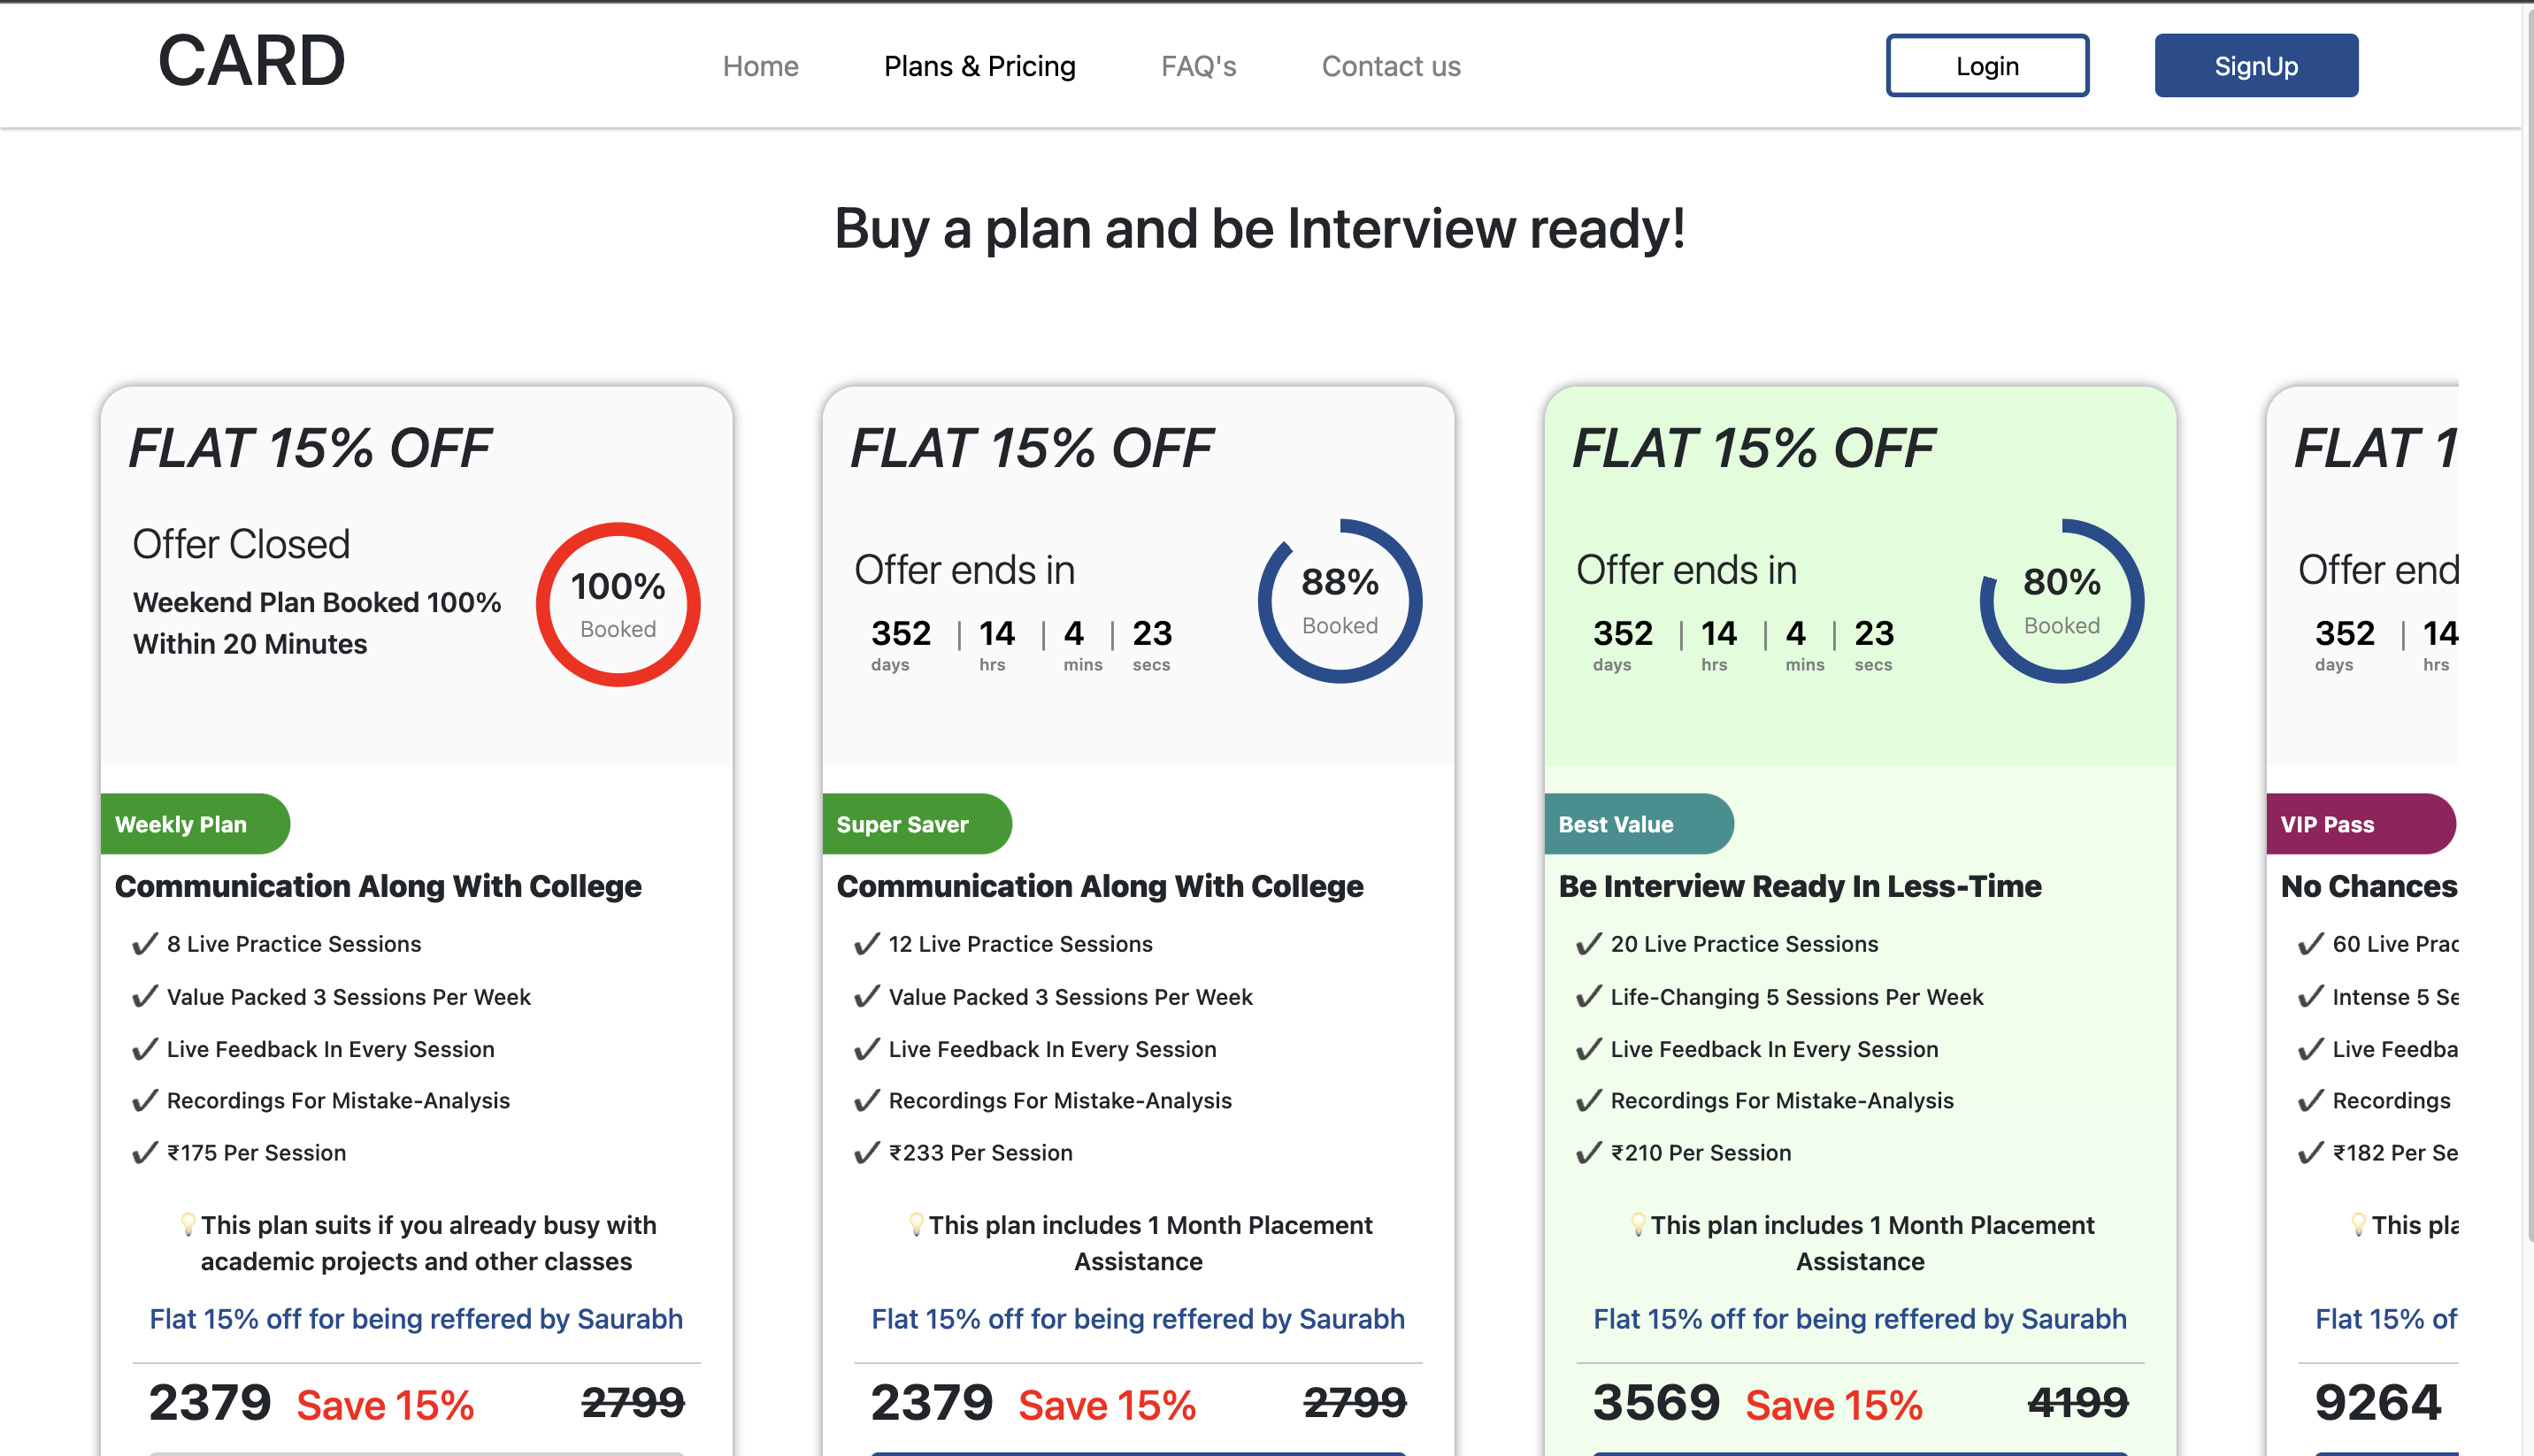 CARD
Home Plans & Pricing FAQ's Contact us
Login SignUp
Buy a plan and be Interview ready!
FLAT 15% OFF
Offer Closed
Weekend Plan Booked 100%
Within 20 Minutes
100%
Booked
Weekly Plan
Communication Along With College
✔ 8 Live Practice Sessions
✔ Value Packed 3 Sessions Per Week
✔ Live Feedback In Every Session
✔ Recordings For Mistake-Analysis
✔ ₹175 Per Session
💡This plan suits if you already busy with
academic projects and other classes
Flat 15% off for being reffered by Saurabh
2379 Save 15% 2799
FLAT 15% OFF
Offer ends in
352 | 14 | 4 | 23
days hrs mins secs
88%
Booked
Super Saver
Communication Along With College
✔ 12 Live Practice Sessions
✔ Value Packed 3 Sessions Per Week
✔ Live Feedback In Every Session
✔ Recordings For Mistake-Analysis
✔ ₹233 Per Session
💡This plan includes 1 Month Placement
Assistance
Flat 15% off for being reffered by Saurabh
2379 Save 15% 2799
FLAT 15% OFF
Offer ends in
352 | 14 | 4 | 23
days hrs mins secs
80%
Booked
Best Value
Be Interview Ready In Less-Time
✔ 20 Live Practice Sessions
✔ Life-Changing 5 Sessions Per Week
✔ Live Feedback In Every Session
✔ Recordings For Mistake-Analysis
✔ ₹210 Per Session
💡This plan includes 1 Month Placement
Assistance
Flat 15% off for being reffered by Saurabh
3569 Save 15% 4199
FLAT 1
Offer end
352 | 14
days hrs
VIP Pass
No Chances
✔ 60 Live Prac
✔ Intense 5 Se
✔ Live Feedba
✔ Recordings
✔ ₹182 Per Se
💡This pla
Flat 15% of
9264